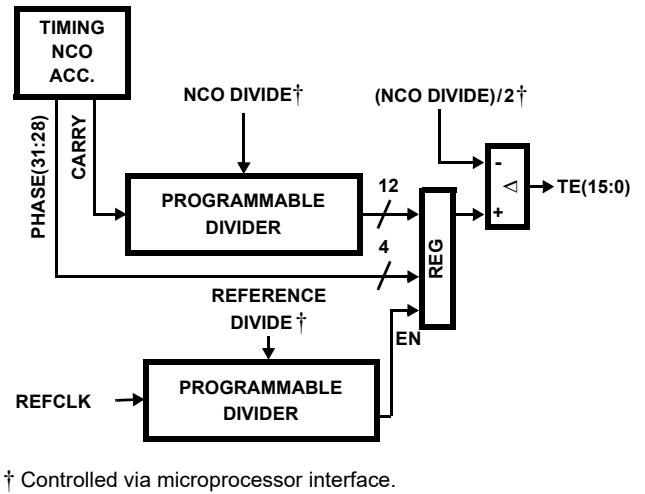 TIMING
NCO
ACC.
NCO DIVIDE†
(NCO DIVIDE)/2†
PHASE(31:28)
CARRY
PROGRAMMABLE
DIVIDER
12
4
REG
-
+
TE(15:0)
REFERENCE
DIVIDE†
EN
REFCLK
PROGRAMMABLE
DIVIDER
† Controlled via microprocessor interface.